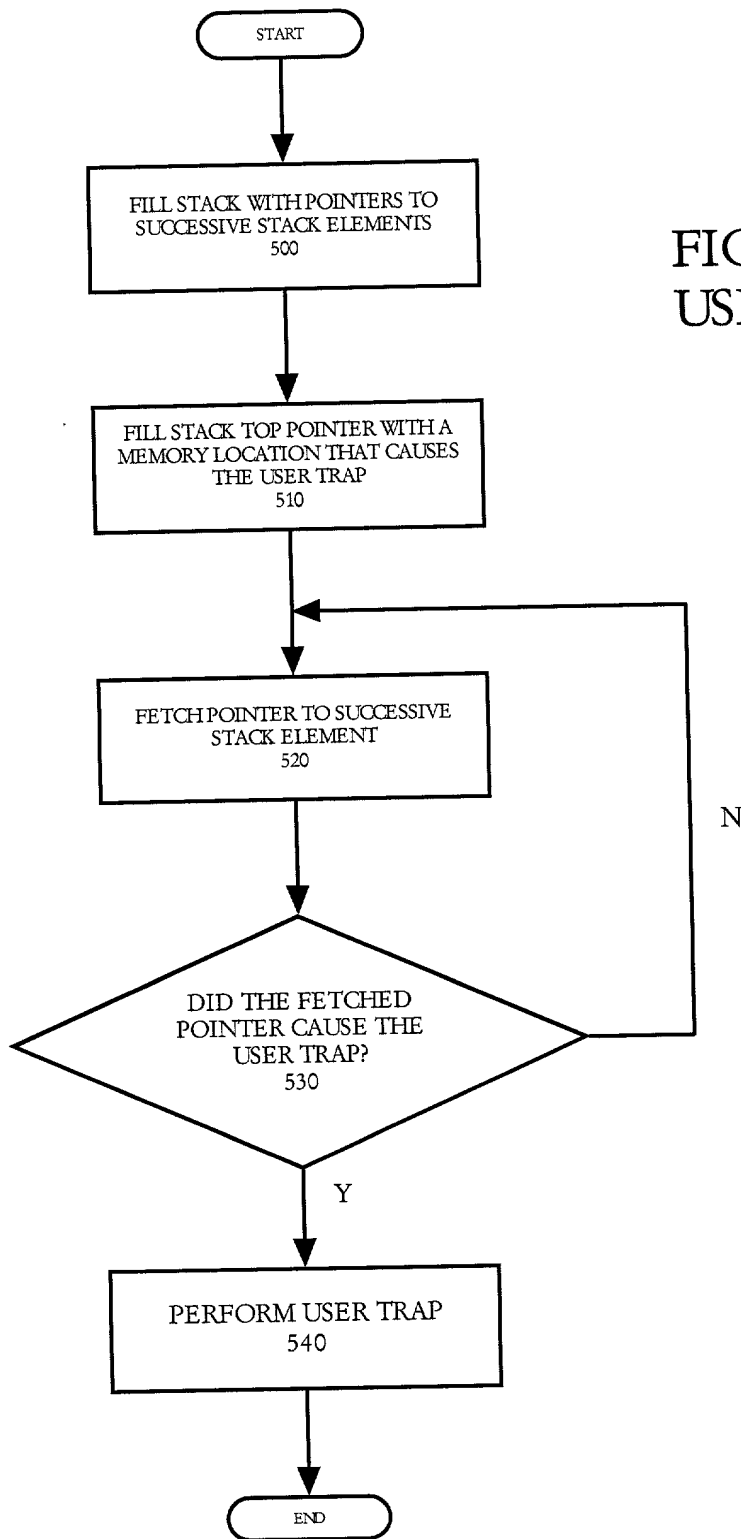 START
FILL STACK WITH POINTERS TO
SUCCESSIVE STACK ELEMENTS
500
FILL STACK TOP POINTER WITH A
MEMORY LOCATION THAT CAUSES
THE USER TRAP
510
FETCH POINTER TO SUCCESSIVE
STACK ELEMENT
520
N
DID THE FETCHED
POINTER CAUSE THE
USER TRAP?
530
Y
PERFORM USER TRAP
540
END